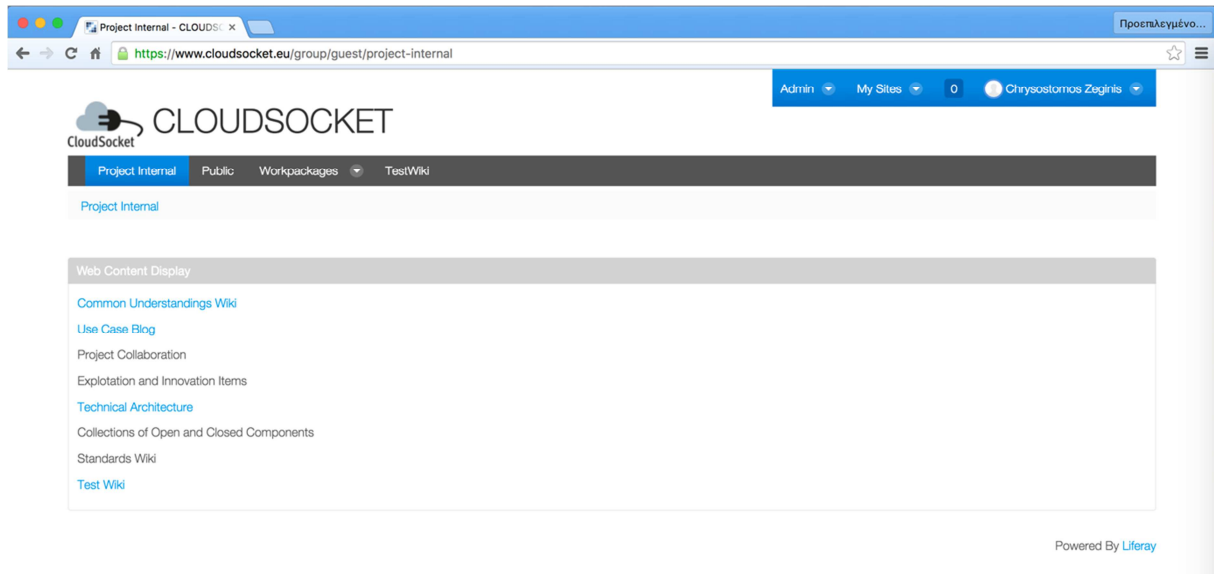 Project Internal - CLOUDSC ×
Προεπιλεγμένο...
https://www.cloudsocket.eu/group/guest/project-internal
Admin My Sites 0 Chrysostomos Zeginis
CloudSocket CLOUDSOCKET
Project Internal Public Workpackages TestWiki
Project Internal
Web Content Display
Common Understandings Wiki
Use Case Blog
Project Collaboration
Explotation and Innovation Items
Technical Architecture
Collections of Open and Closed Components
Standards Wiki
Test Wiki
Powered By Liferay